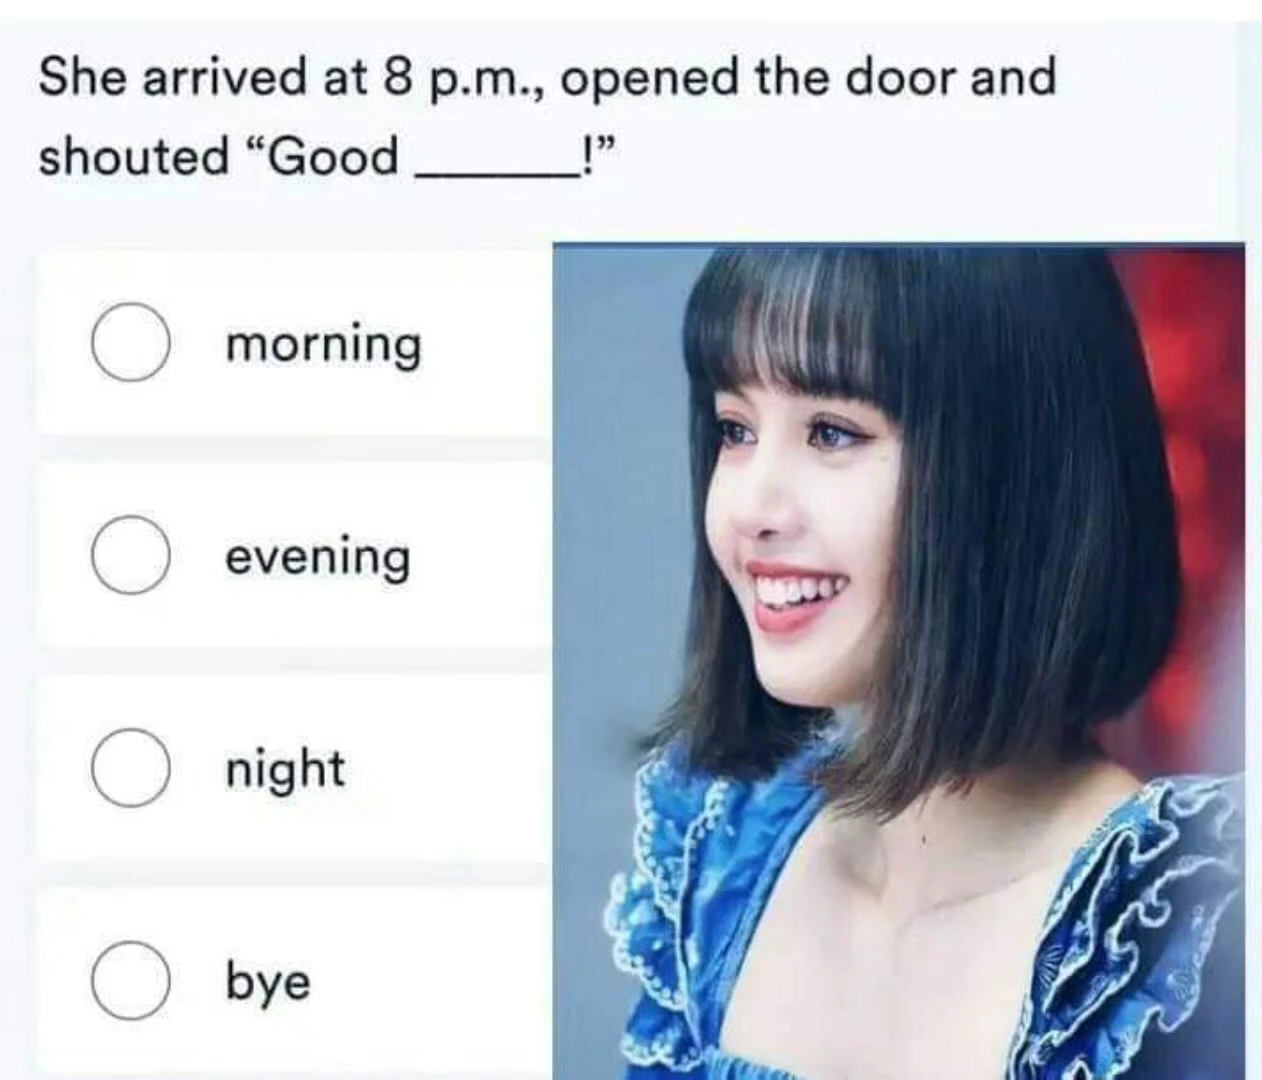 She arrived at 8 p.m., opened the door and
shouted “Good ______!”
morning
evening
night
bye